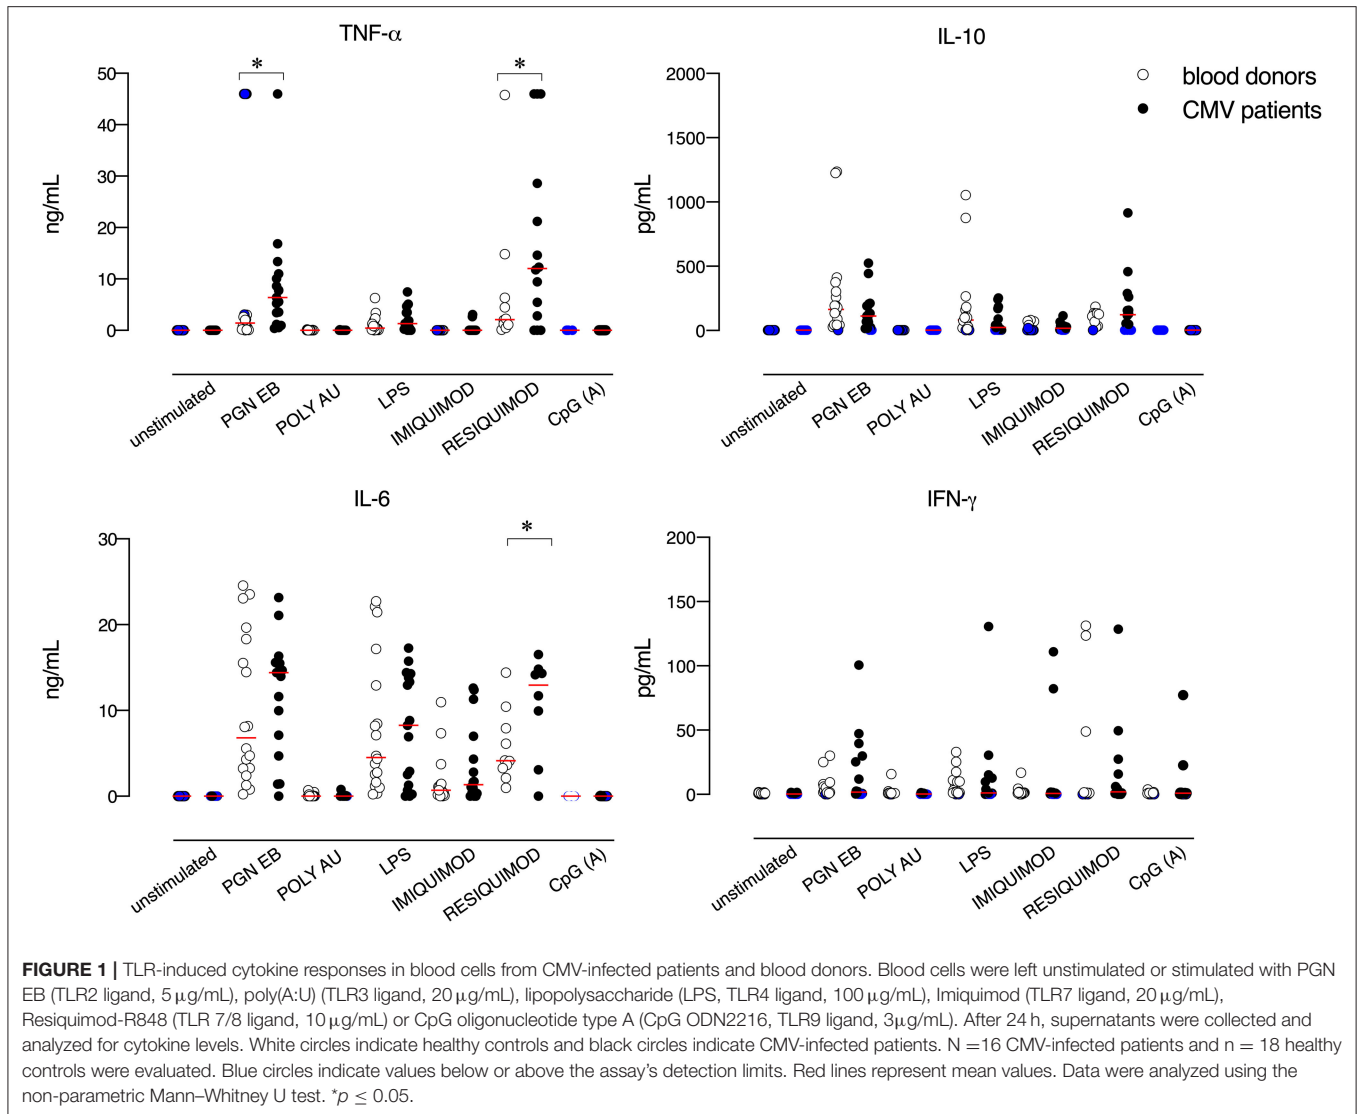 TNF-α
*
*
50
40
30
20
10
0
ng/mL
unstimulated
PGN EB
POLY AU
LPS
IMIQUIMOD
RESIQUIMOD
CpG (A)
IL-10
blood donors
CMV patients
2000
1500
1000
500
0
pg/mL
unstimulated
PGN EB
POLY AU
LPS
IMIQUIMOD
RESIQUIMOD
CpG (A)
IL-6
*
30
20
10
0
ng/mL
unstimulated
PGN EB
POLY AU
LPS
IMIQUIMOD
RESIQUIMOD
CpG (A)
IFN-γ
200
150
100
50
0
pg/mL
unstimulated
PGN EB
POLY AU
LPS
IMIQUIMOD
RESIQUIMOD
CpG (A)
FIGURE 1 | TLR-induced cytokine responses in blood cells from CMV-infected patients and blood donors. Blood cells were left unstimulated or stimulated with PGN
EB (TLR2 ligand, 5 μg/mL), poly(A:U) (TLR3 ligand, 20 μg/mL), lipopolysaccharide (LPS, TLR4 ligand, 100 μg/mL), Imiquimod (TLR7 ligand, 20 μg/mL),
Resiquimod-R848 (TLR 7/8 ligand, 10 μg/mL) or CpG oligonucleotide type A (CpG ODN2216, TLR9 ligand, 3μg/mL). After 24 h, supernatants were collected and
analyzed for cytokine levels. White circles indicate healthy controls and black circles indicate CMV-infected patients. N =16 CMV-infected patients and n = 18 healthy
controls were evaluated. Blue circles indicate values below or above the assay's detection limits. Red lines represent mean values. Data were analyzed using the
non-parametric Mann–Whitney U test. *p ≤ 0.05.